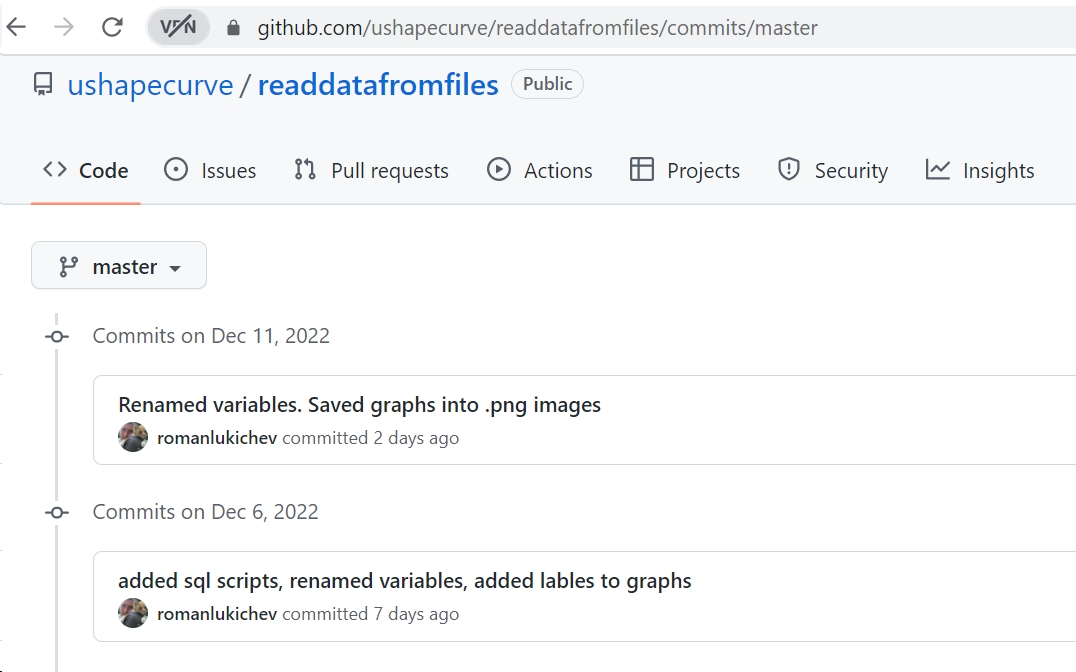 VPN
github.com/ushapecurve/readdatafromfiles/commits/master
ushapecurve / readdatafromfiles Public
Code Issues Pull requests Actions Projects Security Insights
master
Commits on Dec 11, 2022
Renamed variables. Saved graphs into .png images
romanlukichev committed 2 days ago
Commits on Dec 6, 2022
added sql scripts, renamed variables, added lables to graphs
romanlukichev committed 7 days ago